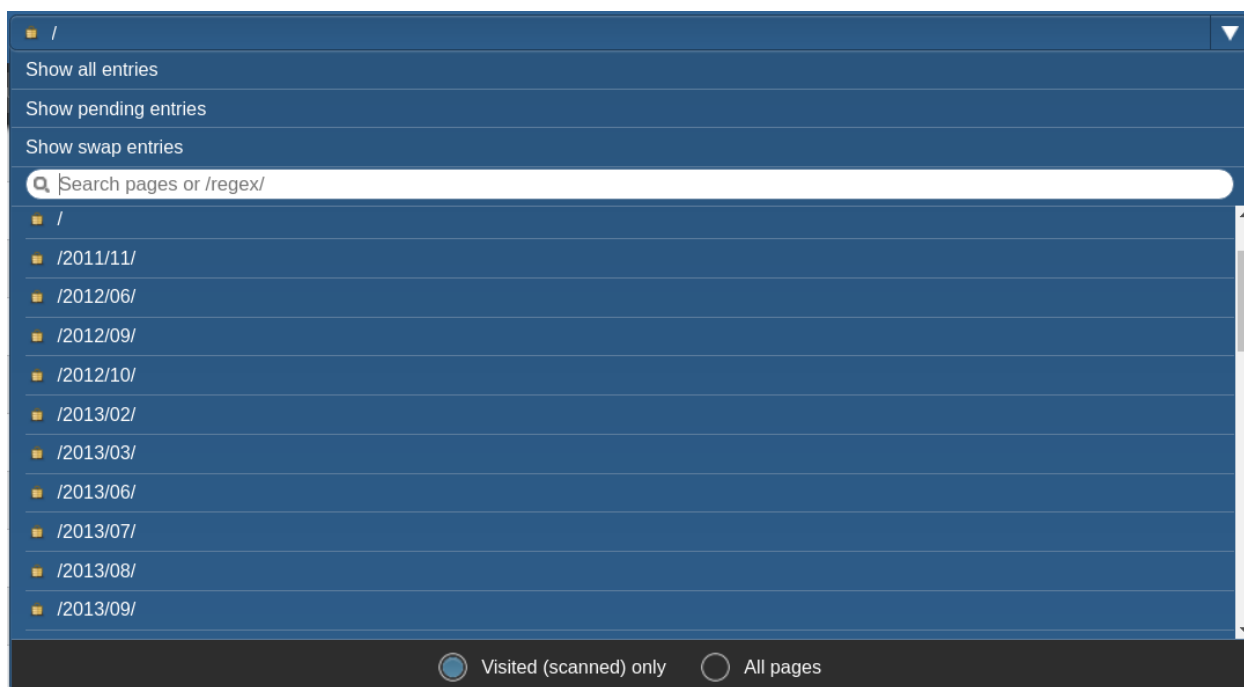 /
Show all entries
Show pending entries
Show swap entries
Search pages or /regex/
/
/2011/11/
/2012/06/
/2012/09/
/2012/10/
/2013/02/
/2013/03/
/2013/06/
/2013/07/
/2013/08/
/2013/09/
Visited (scanned) only All pages